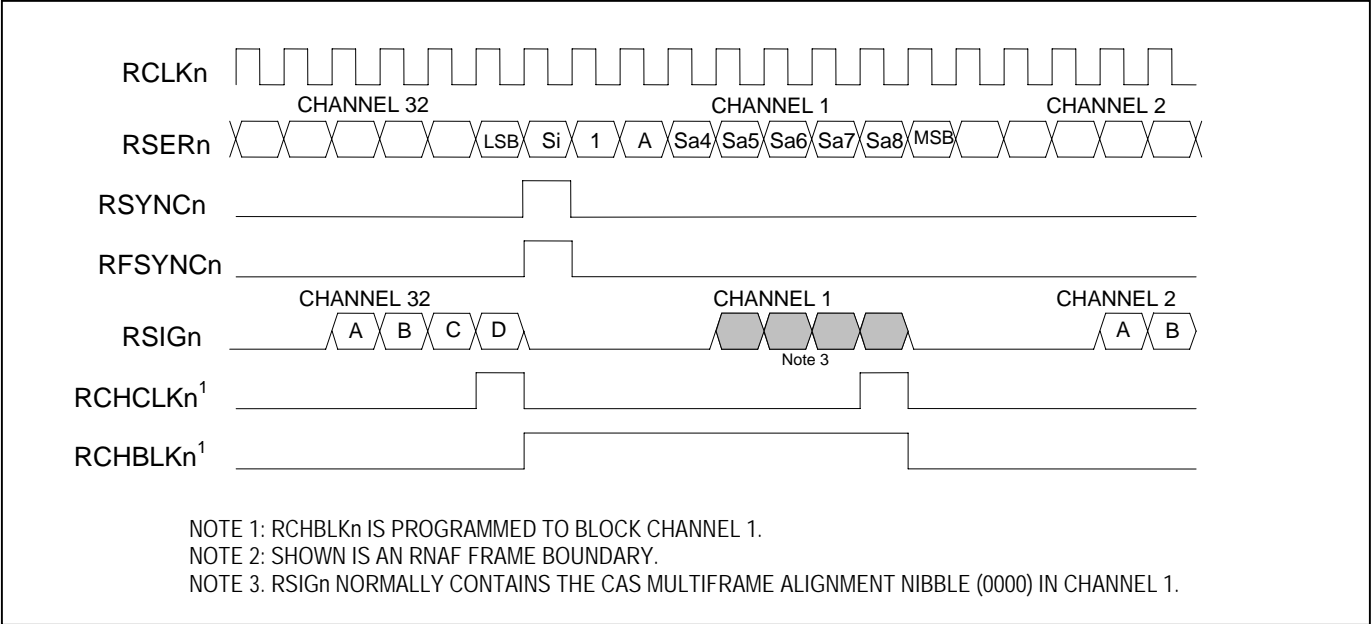 RCLKn
CHANNEL 32 CHANNEL 1 CHANNEL 2
RSERn LSB Si 1 A Sa4 Sa5 Sa6 Sa7 Sa8 MSB
RSYNCn
RFSYNCn
CHANNEL 32 CHANNEL 1 CHANNEL 2
RSIGn A B C D A B
Note 3
RCHCLKn1
RCHBLKn1
NOTE 1: RCHBLKn IS PROGRAMMED TO BLOCK CHANNEL 1.
NOTE 2: SHOWN IS AN RNAF FRAME BOUNDARY.
NOTE 3. RSIGn NORMALLY CONTAINS THE CAS MULTIFRAME ALIGNMENT NIBBLE (0000) IN CHANNEL 1.